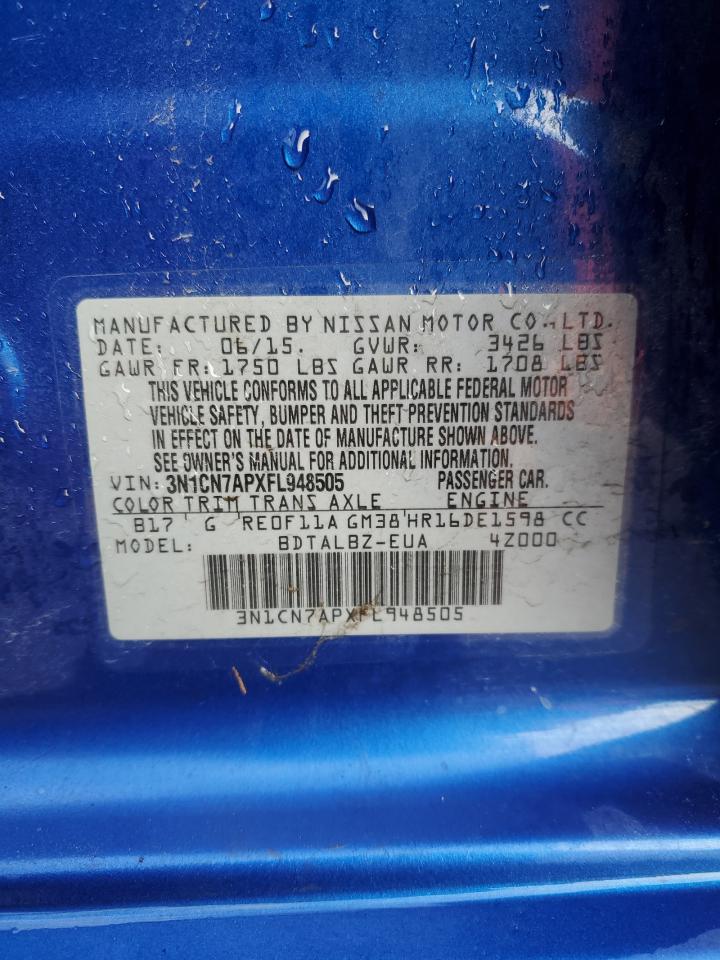 MANUFACTURED BY NISSAN MOTOR CO., LTD.
DATE: 06/15. GVWR: 3426 LBS
GAWR FR: 1750 LBS GAWR RR: 1708 LBS
THIS VEHICLE CONFORMS TO ALL APPLICABLE FEDERAL MOTOR
VEHICLE SAFETY, BUMPER AND THEFT PREVENTION STANDARDS
IN EFFECT ON THE DATE OF MANUFACTURE SHOWN ABOVE.
SEE OWNER'S MANUAL FOR ADDITIONAL INFORMATION.
VIN: 3N1CN7APXFL948505 PASSENGER CAR.
COLOR TRIM TRANS AXLE ENGINE
B17 G RE0F11A GM38 HR16DE1598 CC
MODEL: BDTALBZ-EUA 4Z000
3N1CN7APXFL948505